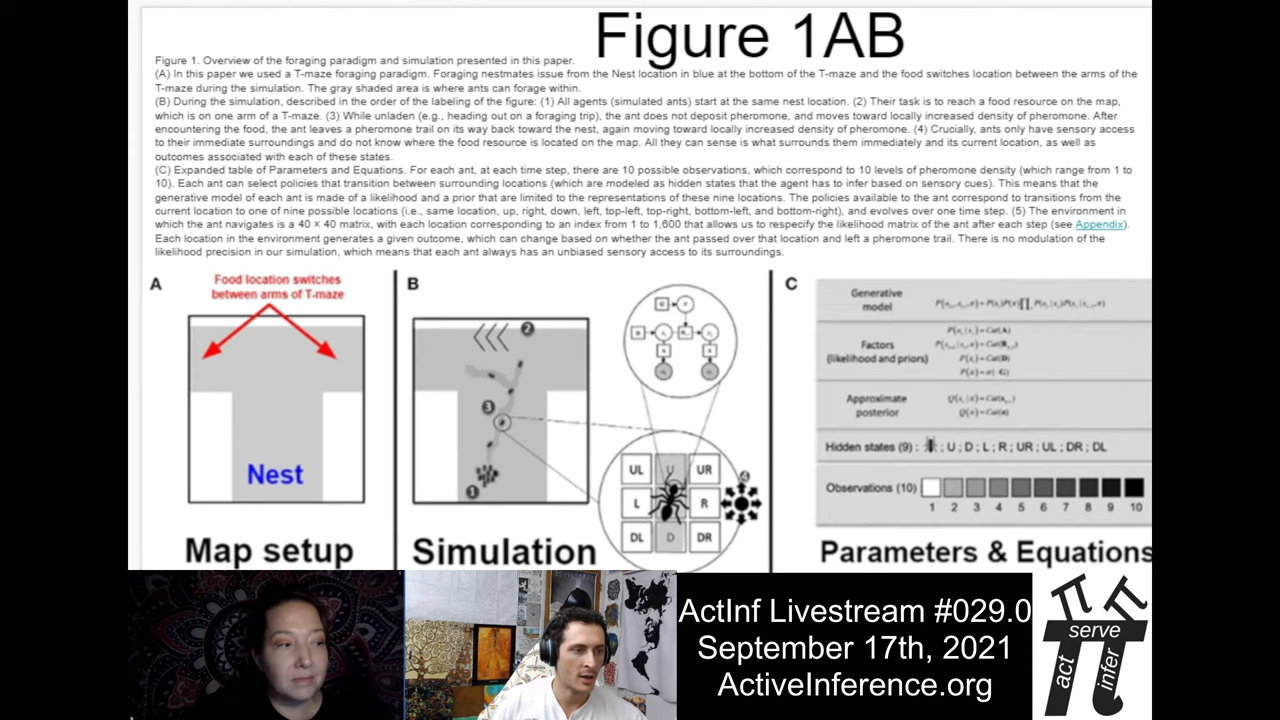 Figure 1AB
Figure 1. Overview of the foraging paradigm and simulation presented in this paper.
(A) In this paper we used a T-maze foraging paradigm. Foraging nestmates issue from the Nest location in blue at the bottom of the T-maze and the food switches location between the arms of the
T-maze during the simulation. The gray shaded area is where ants can forage within.
(B) During the simulation, described in the order of the labeling of the figure: (1) All agents (simulated ants) start at the same nest location. (2) Their task is to reach a food resource on the map,
which is on one arm of a T-maze. (3) While unladen (e.g., heading out on a foraging trip), the ant does not deposit pheromone, and moves toward locally increased density of pheromone. After
encountering the food, the ant leaves a pheromone trail on its way back toward the nest, again moving toward locally increased density of pheromone. (4) Crucially, ants only have sensory access
to their immediate surroundings and do not know where the food resource is located on the map. All they can sense is what surrounds them immediately and its current location, as well as
outcomes associated with each of these states.
(C) Expanded table of Parameters and Equations. For each ant, at each time step, there are 10 possible observations, which correspond to 10 levels of pheromone density (which range from 1 to
10). Each ant can select policies that transition between surrounding locations (which are modeled as hidden states that the agent has to infer based on sensory cues). This means that the
generative model of each ant is made of a likelihood and a prior that are limited to the representations of these nine locations. The policies available to the ant correspond to transitions from the
current location to one of nine possible locations (i.e., same location, up, right, down, left, top-left, top-right, bottom-left, and bottom-right), and evolves over one time step. (5) The environment in
which the ant navigates is a 40 × 40 matrix, with each location corresponding to an index from 1 to 1,600 that allows us to respecify the likelihood matrix of the ant after each step (see Appendix).
Each location in the environment generates a given outcome, which can change based on whether the ant passed over that location and left a pheromone trail. There is no modulation of the
likelihood precision in our simulation, which means that each ant always has an unbiased sensory access to its surroundings.
A
Food location switches
between arms of T-maze
Nest
Map setup
B
2
3
1
UL U UR
L R
DL D DR
4
Simulation
C
Generative
model
Factors
(likelihood and priors)
Approximate
posterior
Hidden states (9) : ; U ; D ; L ; R ; UR ; UL ; DR ; DL
Observations (10)
1 2 3 4 5 6 7 8 9 10
Parameters & Equations
ActInf Livestream #029.0
September 17th, 2021
ActiveInference.org
serve
act
infer